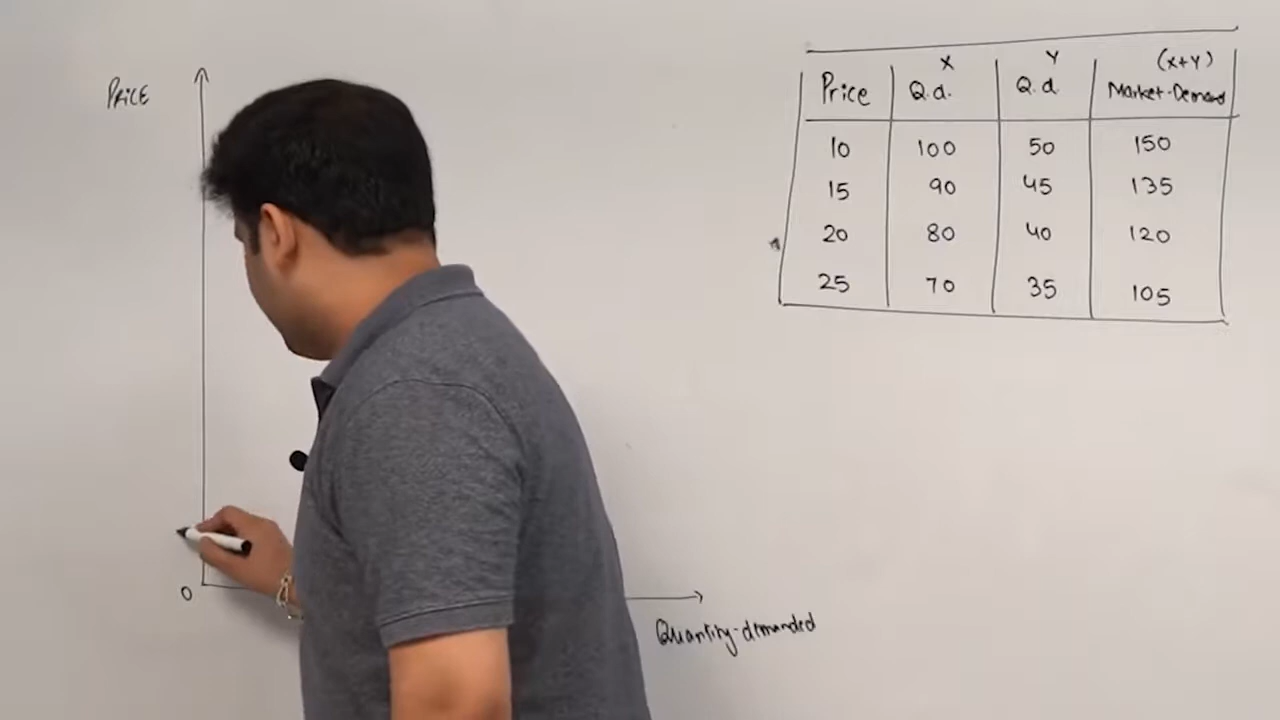 PRICE
0
Quantity-demanded
X Y (X+Y)
Price Q.d. Q.d. Market-Demand
10 100 50 150
15 90 45 135
20 80 40 120
25 70 35 105